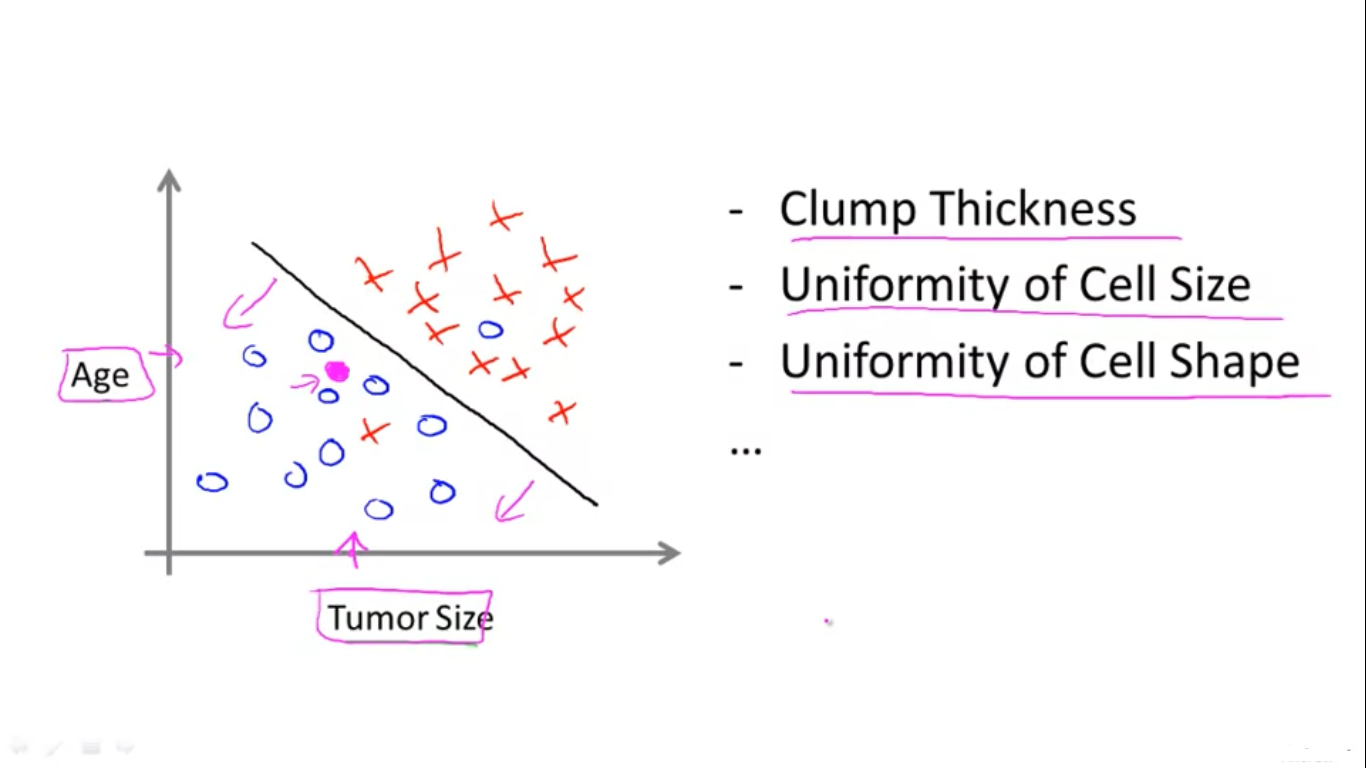 - Clump Thickness
- Uniformity of Cell Size
- Uniformity of Cell Shape
...
Age
Tumor Size